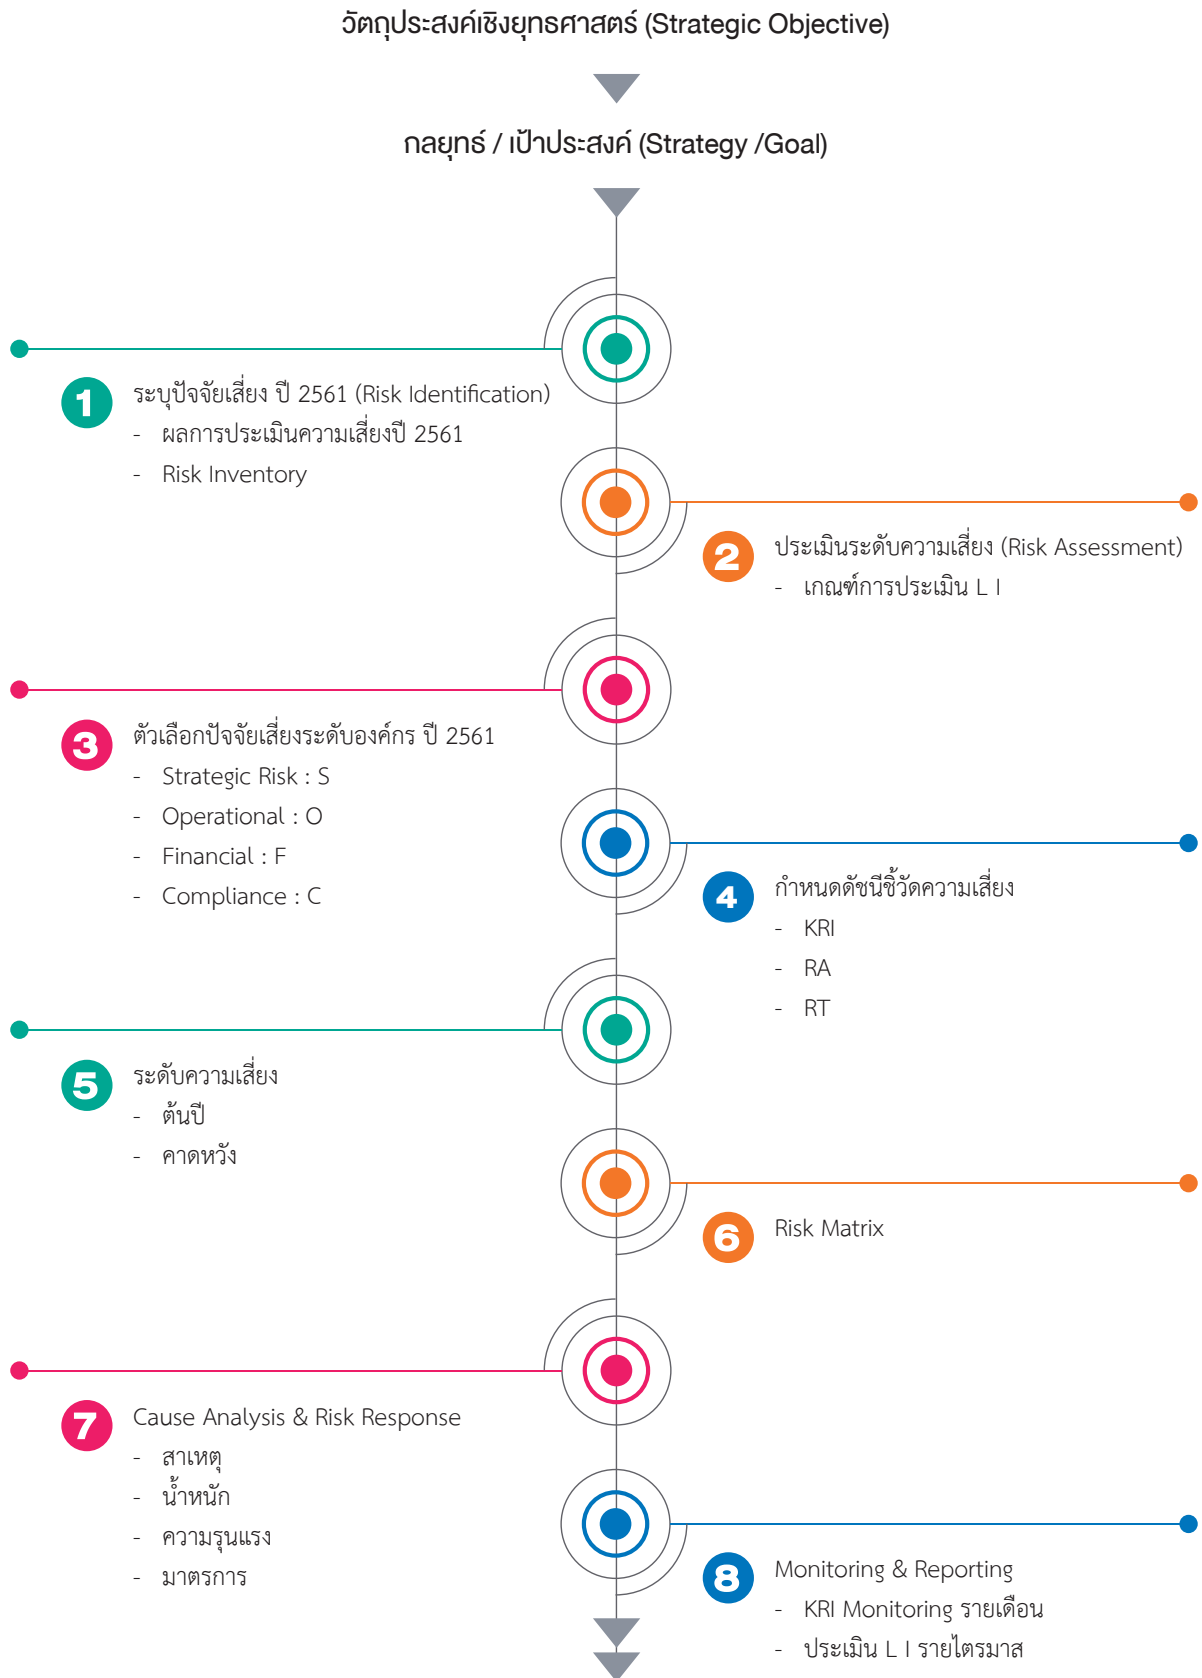 วัตถุประสงค์เชิงยุทธศาสตร์ (Strategic Objective)
กลยุทธ์ / เป้าประสงค์ (Strategy /Goal)
1 ระบุปัจจัยเสี่ยง ปี 2561 (Risk Identification)
- ผลการประเมินความเสี่ยงปี 2561
- Risk Inventory
2 ประเมินระดับความเสี่ยง (Risk Assessment)
- เกณฑ์การประเมิน L I
3 ตัวเลือกปัจจัยเสี่ยงระดับองค์กร ปี 2561
- Strategic Risk : S
- Operational : O
- Financial : F
- Compliance : C
4 กำหนดดัชนีชี้วัดความเสี่ยง
- KRI
- RA
- RT
5 ระดับความเสี่ยง
- ต้นปี
- คาดหวัง
6 Risk Matrix
7 Cause Analysis & Risk Response
- สาเหตุ
- น้ำหนัก
- ความรุนแรง
- มาตรการ
8 Monitoring & Reporting
- KRI Monitoring รายเดือน
- ประเมิน L I รายไตรมาส